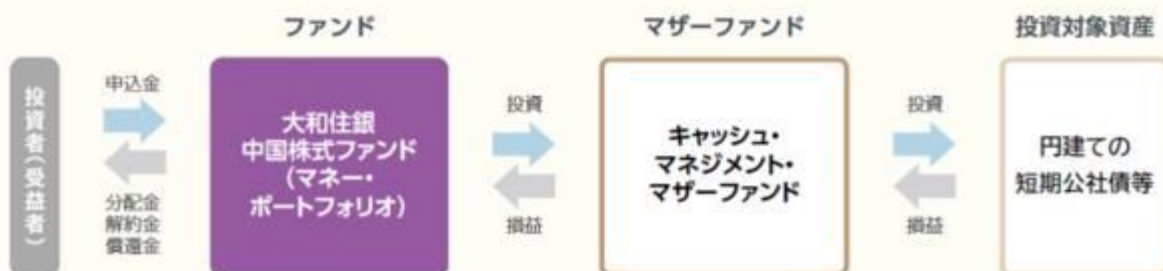 ファンド
マザーファンド
投資対象資産
投資者(受益者)
申込金
分配金
解約金
償還金
大和住銀
中国株式ファンド
(マネー・
ポートフォリオ)
投資
損益
キャッシュ・
マネジメント・
マザーファンド
投資
損益
円建ての
短期公社債等